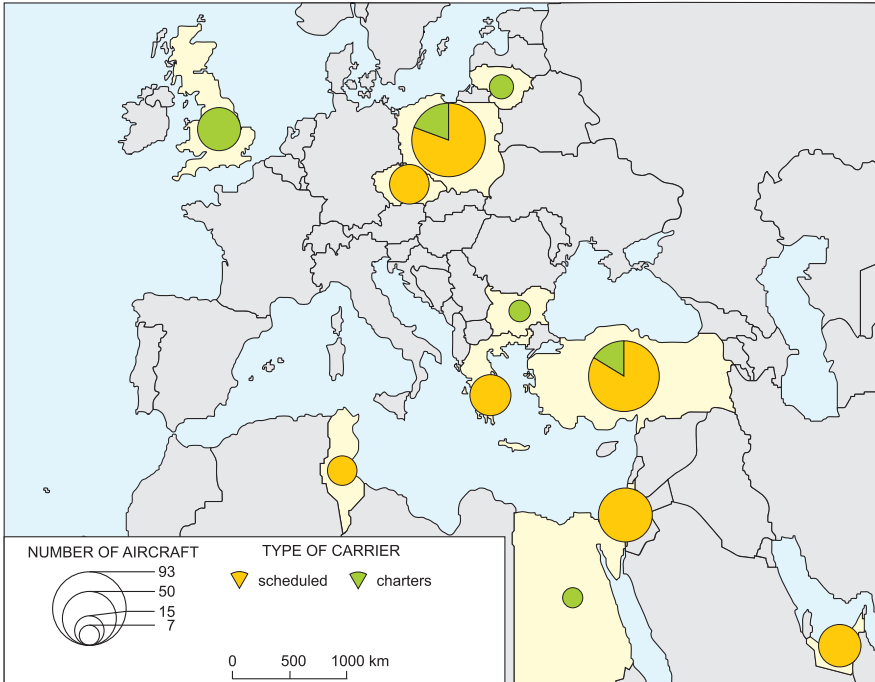 NUMBER OF AIRCRAFT
93
50
15
7
TYPE OF CARRIER
scheduled
charters
0 500 1000 km